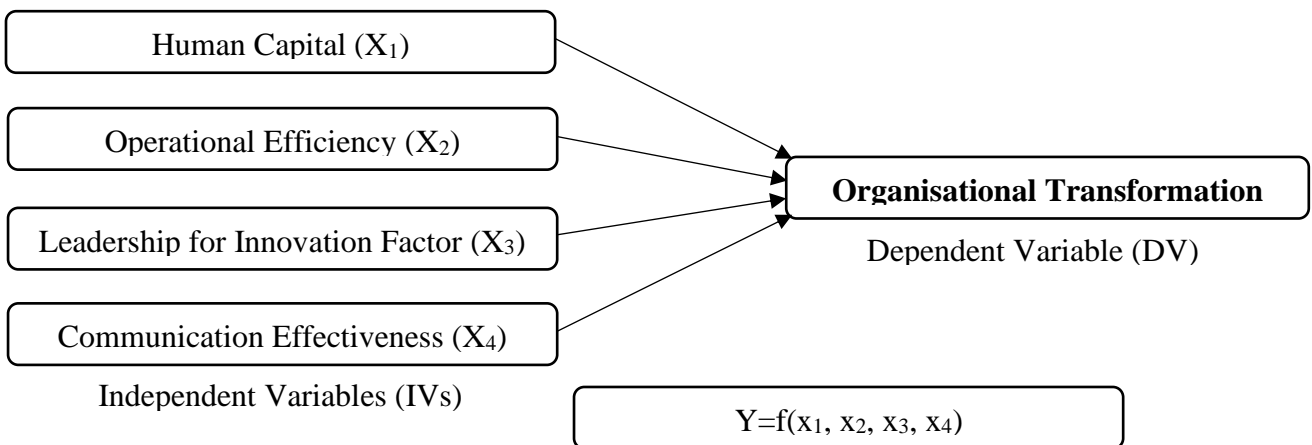 Human Capital (X₁)
Operational Efficiency (X₂)
Leadership for Innovation Factor (X₃)
Communication Effectiveness (X₄)
Independent Variables (IVs)
Organisational Transformation
Dependent Variable (DV)
Y=f(x₁, x₂, x₃, x₄)